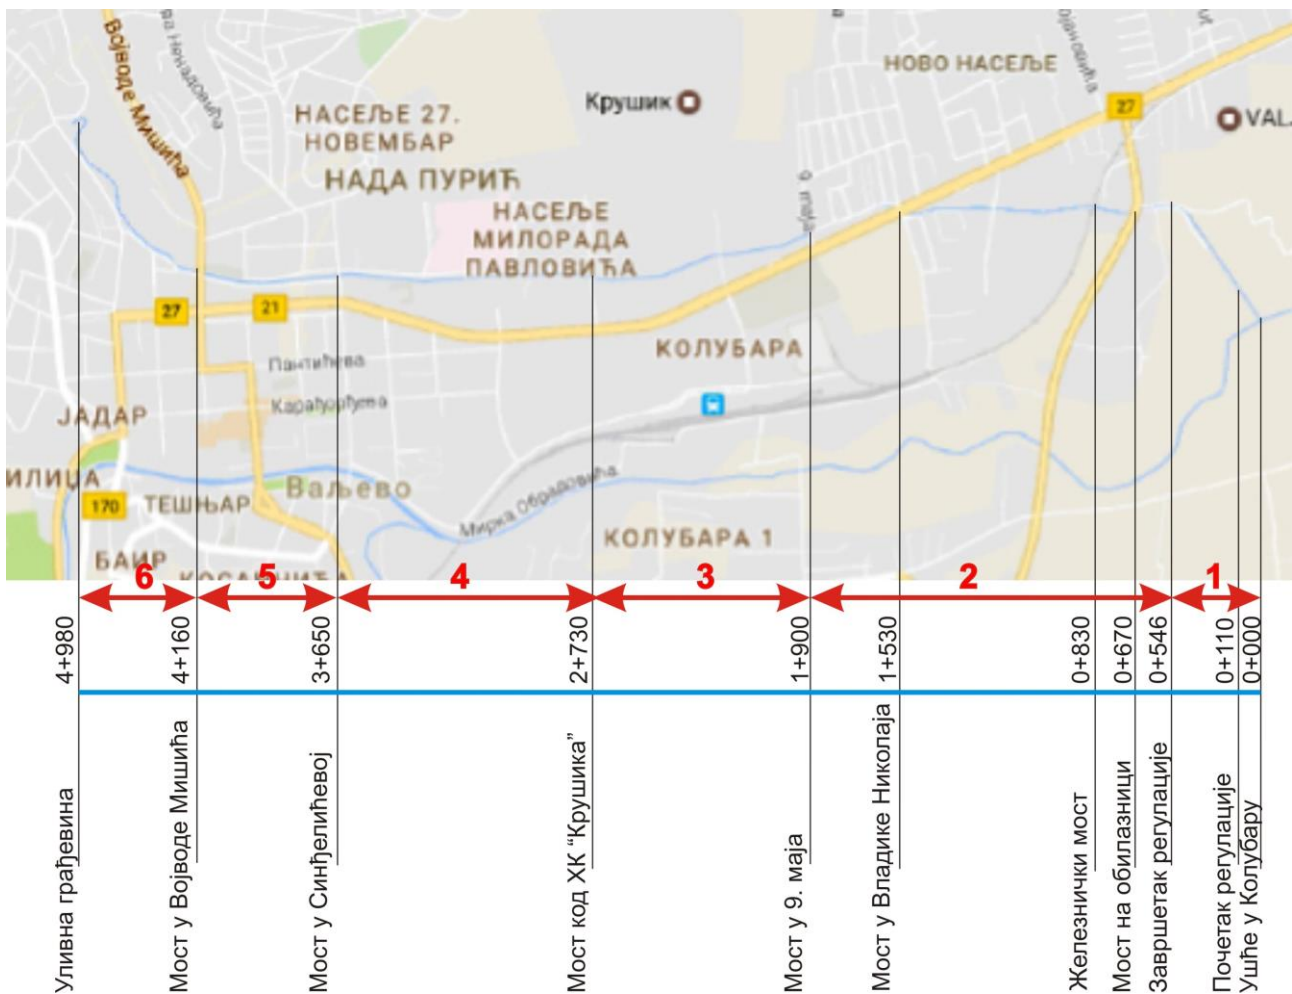 Војводе Мишића
НАСЕЉЕ 27.
НОВЕМБАР
НАДА ПУРИЋ
Крушик
НОВО НАСЕЉЕ
27
VALJ
НАСЕЉЕ
МИЛОРАДА
ПАВЛОВИЋА
9. маја
27
21
Пантићева
Карађорђева
КОЛУБАРА
ЈАДАР
ИЛИЏА
170
ТЕШЊАР
Ваљево
Мирка Обрадовића
БАИР
КОЛУБАРА 1
6
5
4
3
2
1
4+980
4+160
3+650
2+730
1+900
1+530
0+830
0+670
0+546
0+110
0+000
Уливна грађевина
Мост у Војводе Мишића
Мост у Синђелићевој
Мост код ХК “Крушика”
Мост у 9. маја
Мост у Владике Николаја
Железнички мост
Мост на обилазници
Завршетак регулације
Почетак регулације
Ушће у Колубару